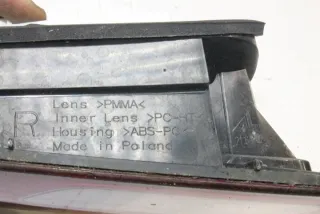 Lens >PMMA<
Inner Lens >PC-
R
Housing >ABS-PC
Made in Poland